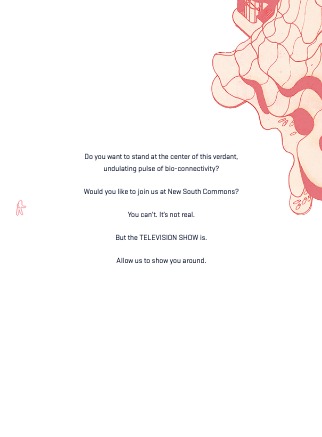 Do you want to stand at the center of this verdant,
undulating pulse of bio-connectivity?
Would you like to join us at New South Commons?
You can't. It's not real.
But the TELEVISION SHOW is.
Allow us to show you around.